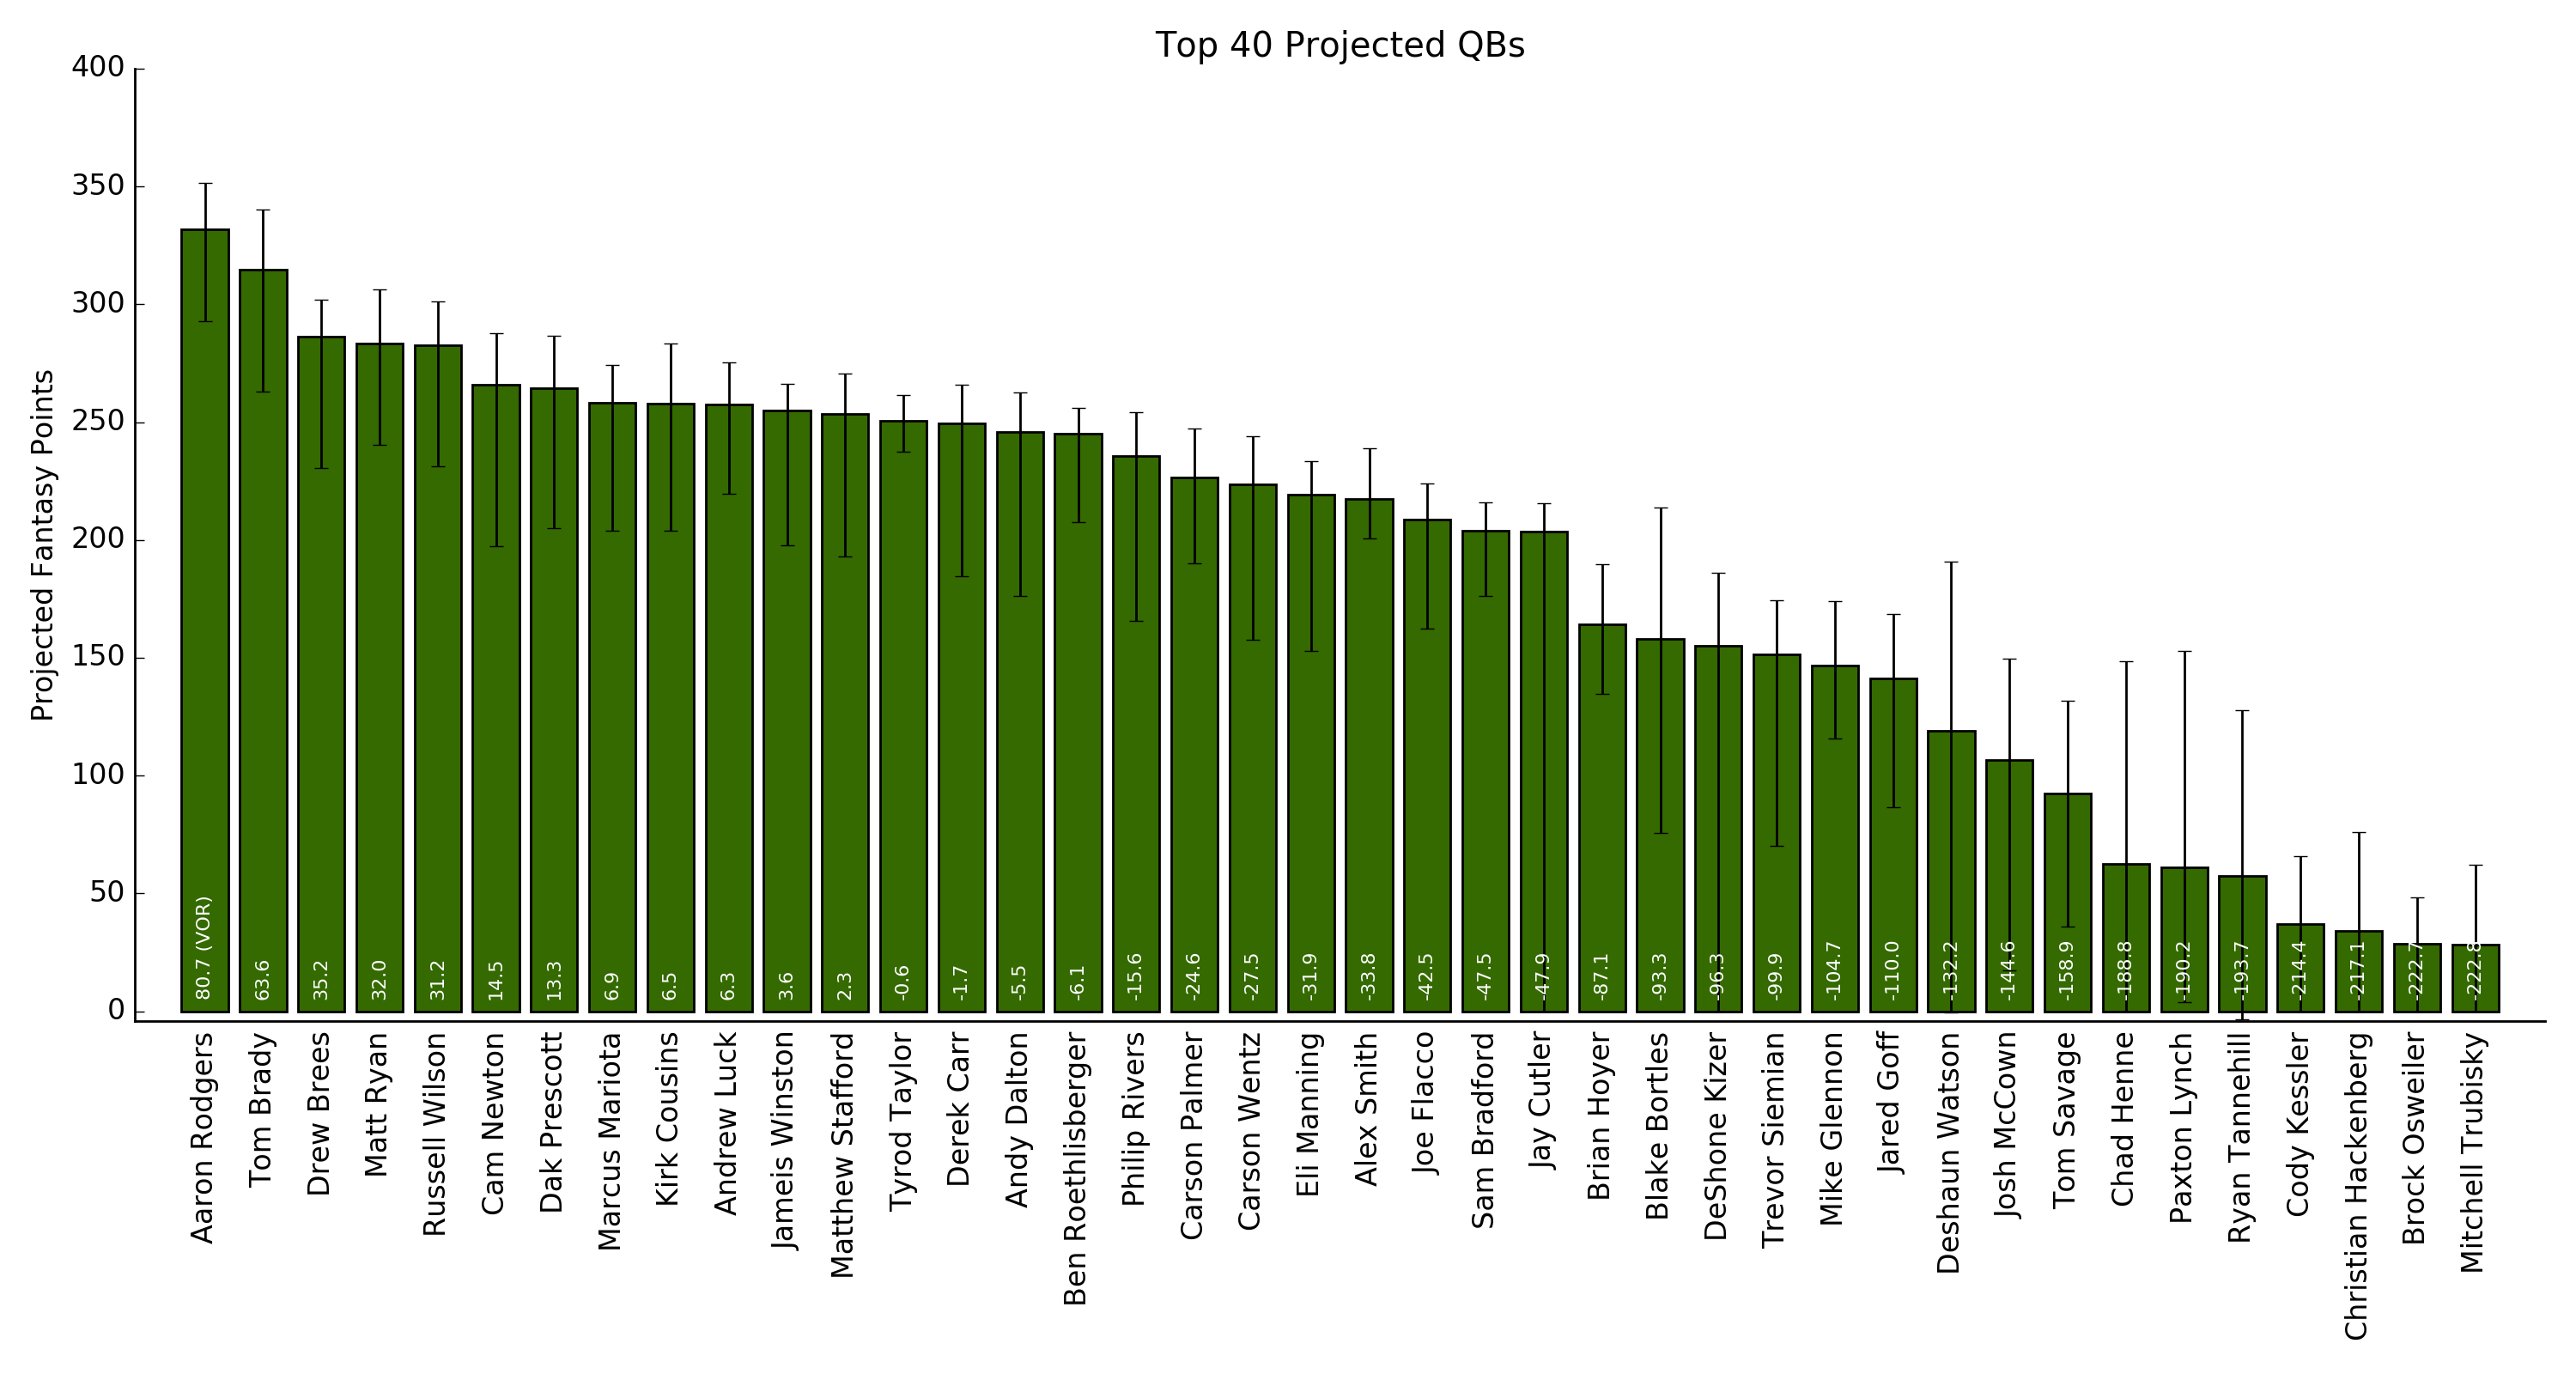 Top 40 Projected QBs
Projected Fantasy Points
400
350
300
250
200
150
100
50
0
80.7 (VOR)
63.6
35.2
32.0
31.2
14.5
13.3
6.9
6.5
6.3
3.6
2.3
-0.6
-1.7
-5.5
-6.1
-15.6
-24.6
-27.5
-31.9
-33.8
-42.5
-47.5
-47.9
-87.1
-93.3
-96.3
-99.9
-104.7
-110.0
-132.2
-144.6
-158.9
-188.8
-190.2
-193.7
-214.4
-217.1
-222.7
-222.8
Aaron Rodgers
Tom Brady
Drew Brees
Matt Ryan
Russell Wilson
Cam Newton
Dak Prescott
Marcus Mariota
Kirk Cousins
Andrew Luck
Jameis Winston
Matthew Stafford
Tyrod Taylor
Derek Carr
Andy Dalton
Ben Roethlisberger
Philip Rivers
Carson Palmer
Carson Wentz
Eli Manning
Alex Smith
Joe Flacco
Sam Bradford
Jay Cutler
Brian Hoyer
Blake Bortles
DeShone Kizer
Trevor Siemian
Mike Glennon
Jared Goff
Deshaun Watson
Josh McCown
Tom Savage
Chad Henne
Paxton Lynch
Ryan Tannehill
Cody Kessler
Christian Hackenberg
Brock Osweiler
Mitchell Trubisky